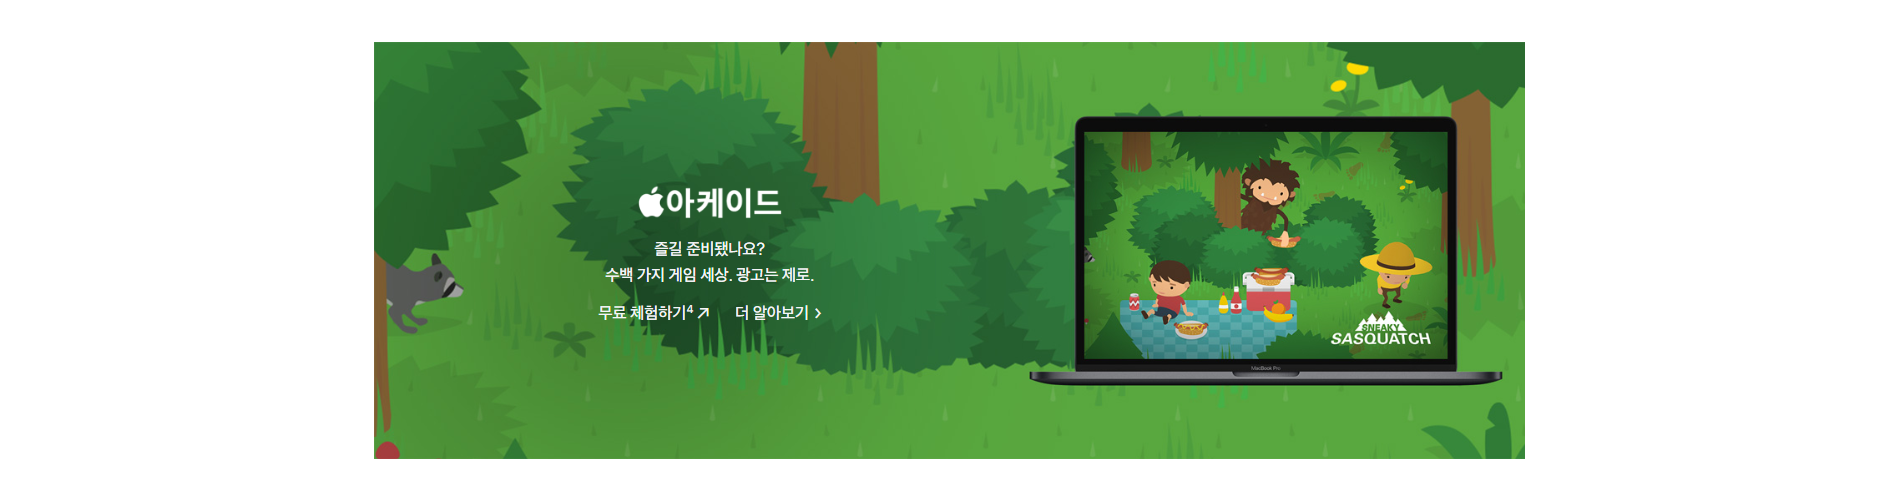 아케이드
즐길 준비됐나요?
수백 가지 게임 세상. 광고는 제로.
무료 체험하기⁴ ↗ 더 알아보기 ›
SNEAKY
SASQUATCH
MacBook Pro